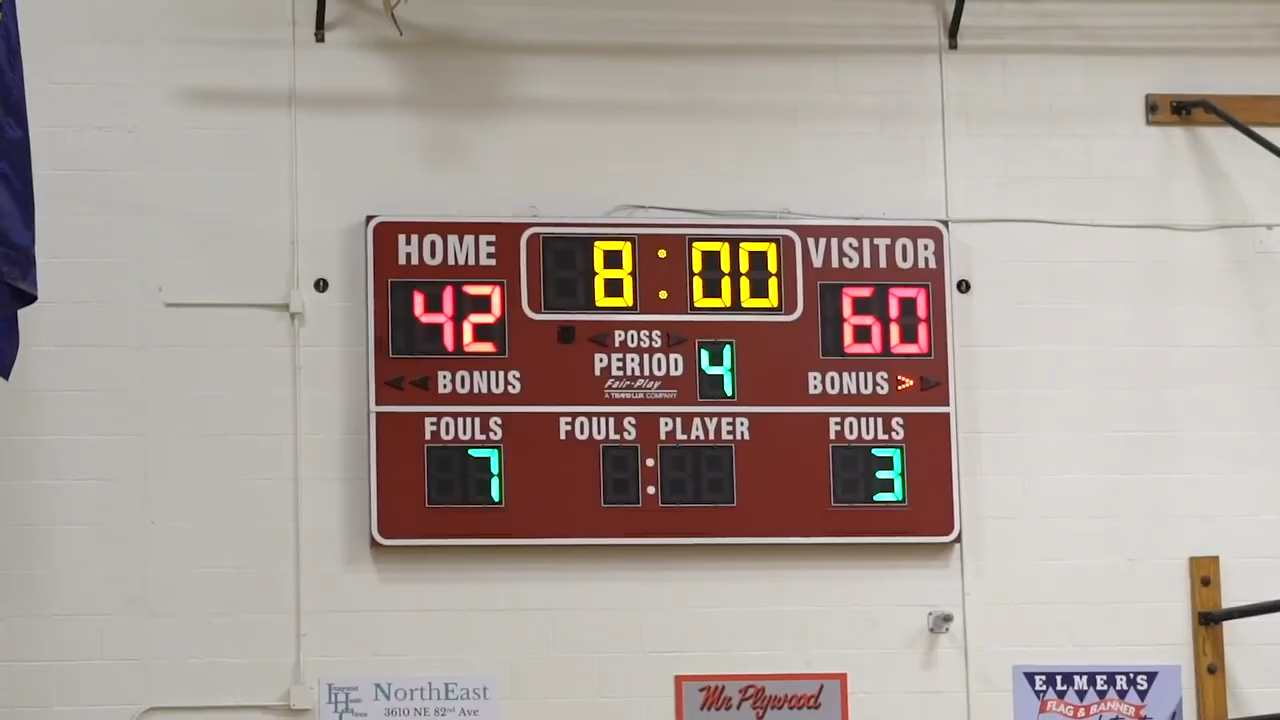 HOME
8:00
VISITOR
42
60
POSS
PERIOD
4
Fair-Play
A TRANS-LUX COMPANY
BONUS
BONUS >
FOULS
FOULS PLAYER
FOULS
7
:
3
NorthEast
3610 NE 82nd Ave
Mr Plywood
ELMER'S
FLAG & BANNER